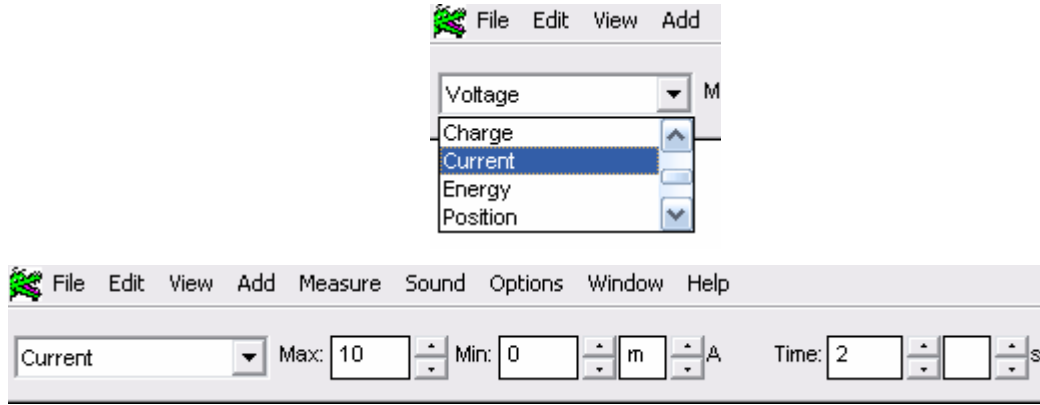 File Edit View Add
Voltage M
Charge
Current
Energy
Position
File Edit View Add Measure Sound Options Window Help
Current Max: 10 Min: 0 m A Time: 2 s